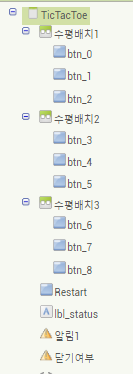 TicTacToe
수평배치1
btn_0
btn_1
btn_2
수평배치2
btn_3
btn_4
btn_5
수평배치3
btn_6
btn_7
btn_8
Restart
lbl_status
알림1
닫기여부